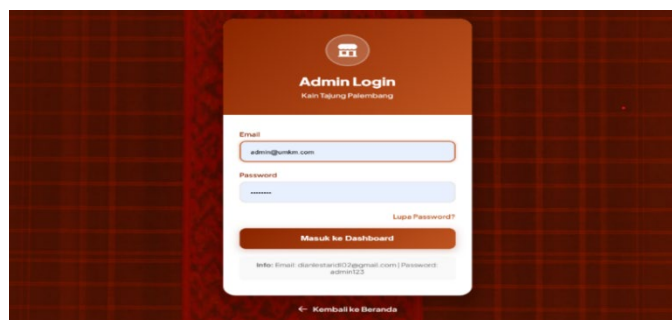 Admin Login
Kain Tajung Palembang
Email
admin@umkm.com
Password
••••••••
Lupa Password?
Masuk ke Dashboard
Info: Email: dianlestandi02@gmail.com | Password:
admin123
← Kembali ke Beranda